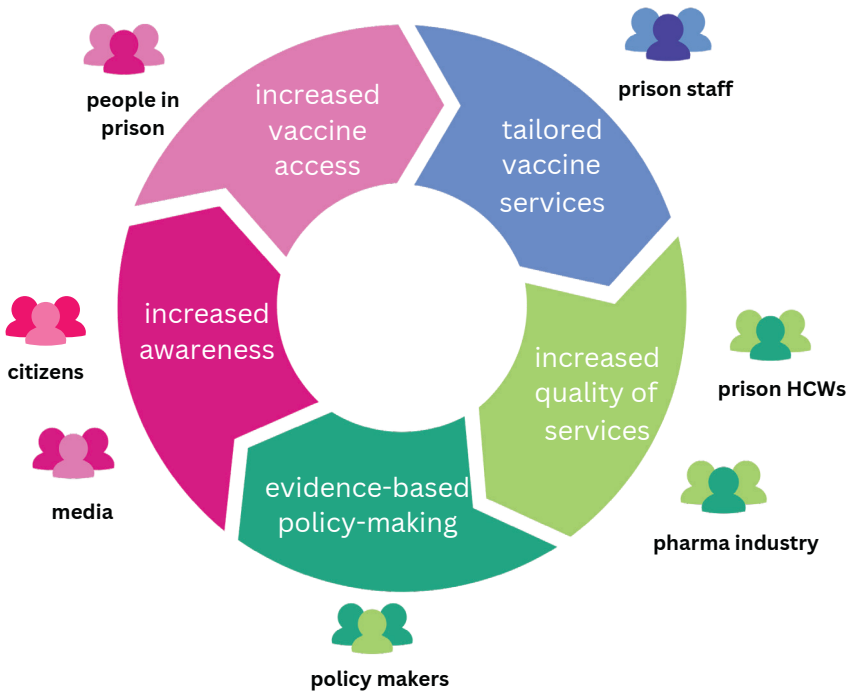 people in
prison
increased
vaccine
access
prison staff
tailored
vaccine
services
increased
awareness
citizens
media
increased
quality of
services
prison HCWs
pharma industry
evidence-based
policy-making
policy makers